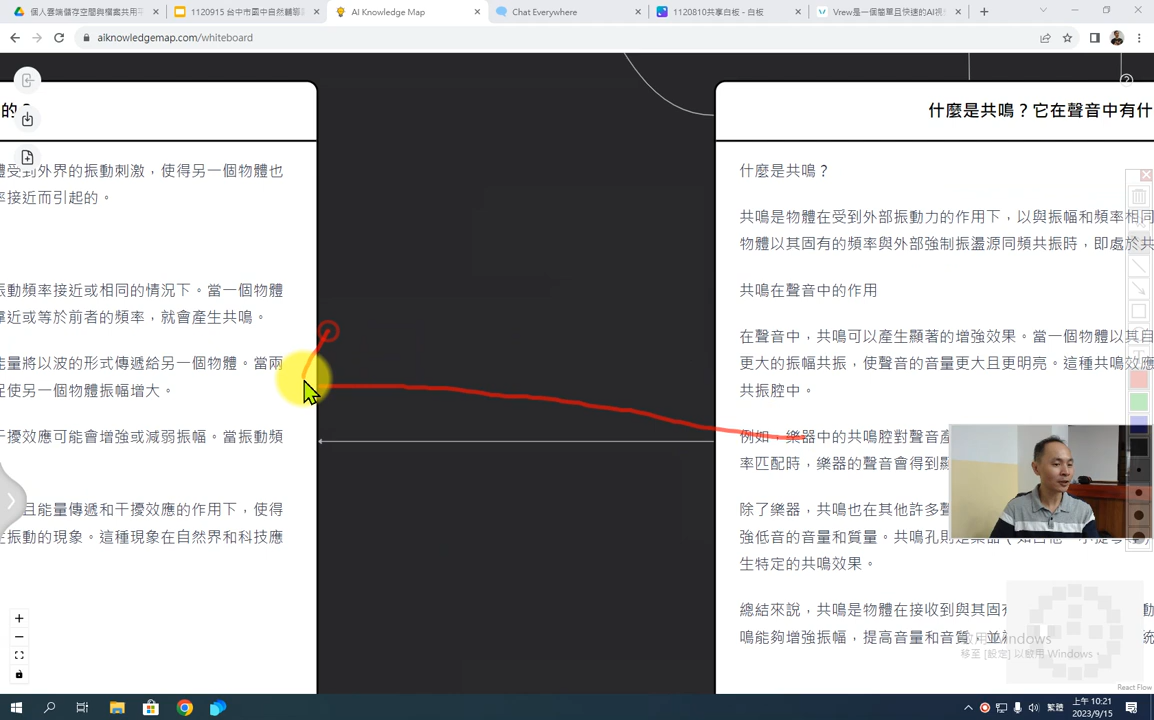 個人雲端儲存空間與檔案共用平
1120915 台中市國中自然輔導
AI Knowledge Map
Chat Everywhere
1120810共享白板 - 白板
Vrew是一個簡單且快速的AI視
aiknowledgemap.com/whiteboard
的？
體受到外界的振動刺激，使得另一個物體也
率接近而引起的。
振動頻率接近或相同的情況下。當一個物體
接近或等於前者的頻率，就會產生共鳴。
能量將以波的形式傳遞給另一個物體。當兩
促使另一個物體振幅增大。
干擾效應可能會增強或減弱振幅。當振動頻
且能量傳遞和干擾效應的作用下，使得
振動的現象。這種現象在自然界和科技應
什麼是共鳴？它在聲音中有什
什麼是共鳴？
共鳴是物體在受到外部振動力的作用下，以與振幅和頻率相同
物體以其固有的頻率與外部強制振盪源同頻共振時，即處於共
共鳴在聲音中的作用
在聲音中，共鳴可以產生顯著的增強效果。當一個物體以其自
更大的振幅共振，使聲音的音量更大且更明亮。這種共鳴效應
共振腔中。
例如，樂器中的共鳴腔對聲音產
率匹配時，樂器的聲音會得到顯
除了樂器，共鳴也在其他許多聲
強低音的音量和質量。共鳴孔則是樂器
生特定的共鳴效果。
總結來說，共鳴是物體在接收到與其固有
鳴能夠增強振幅，提高音量和音質，並
啟用 Windows
移至 [設定] 以啟用 Windows。
React Flow
繁體
上午 10:21
2023/9/15